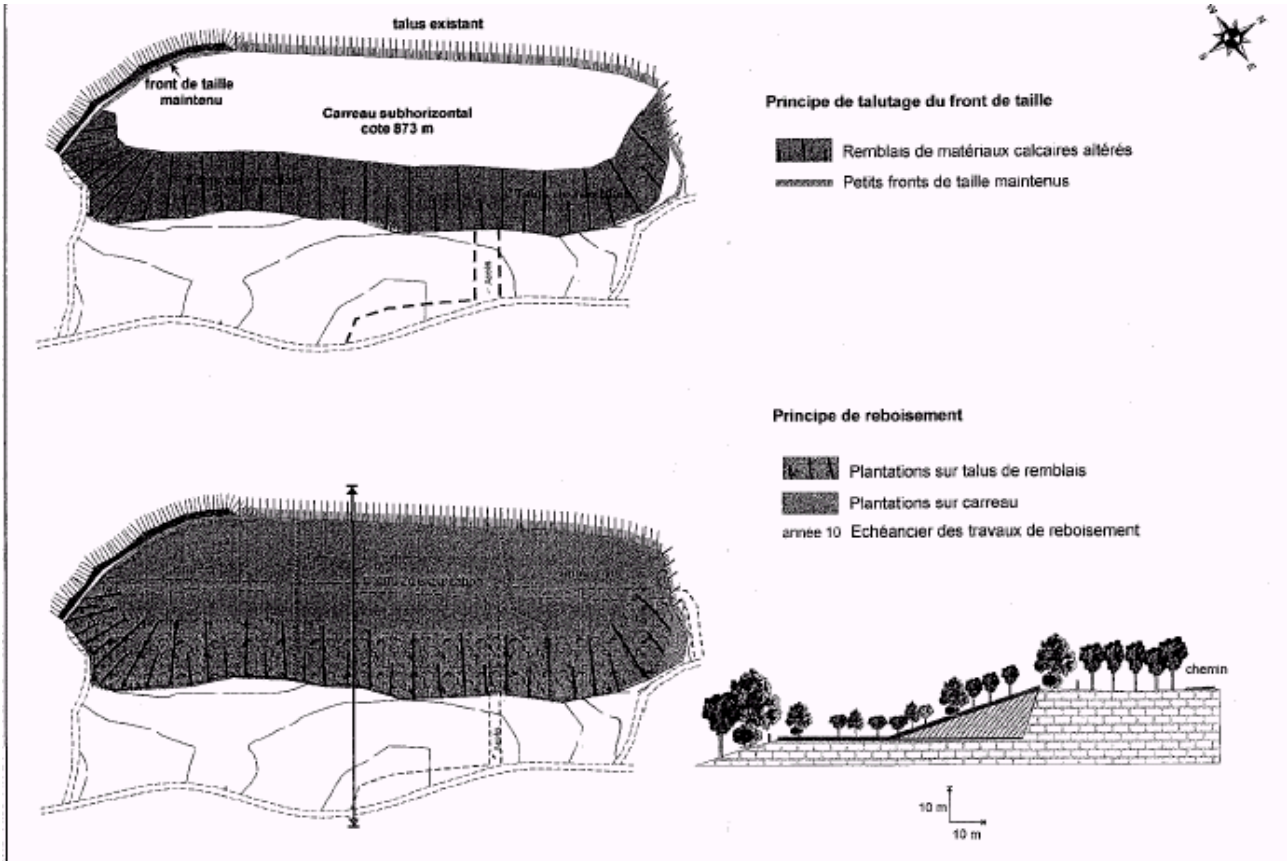 talus existant
front de taille
maintenu
Carreau subhorizontal
cote 873 m
Accès
W
N
S
E
Principe de talutage du front de taille
Remblais de matériaux calcaires altérés
Petits fronts de taille maintenus
Principe de reboisement
Plantations sur talus de remblais
Plantations sur carreau
année 10 Echéancier des travaux de reboisement
Accès
chemin
10 m
10 m